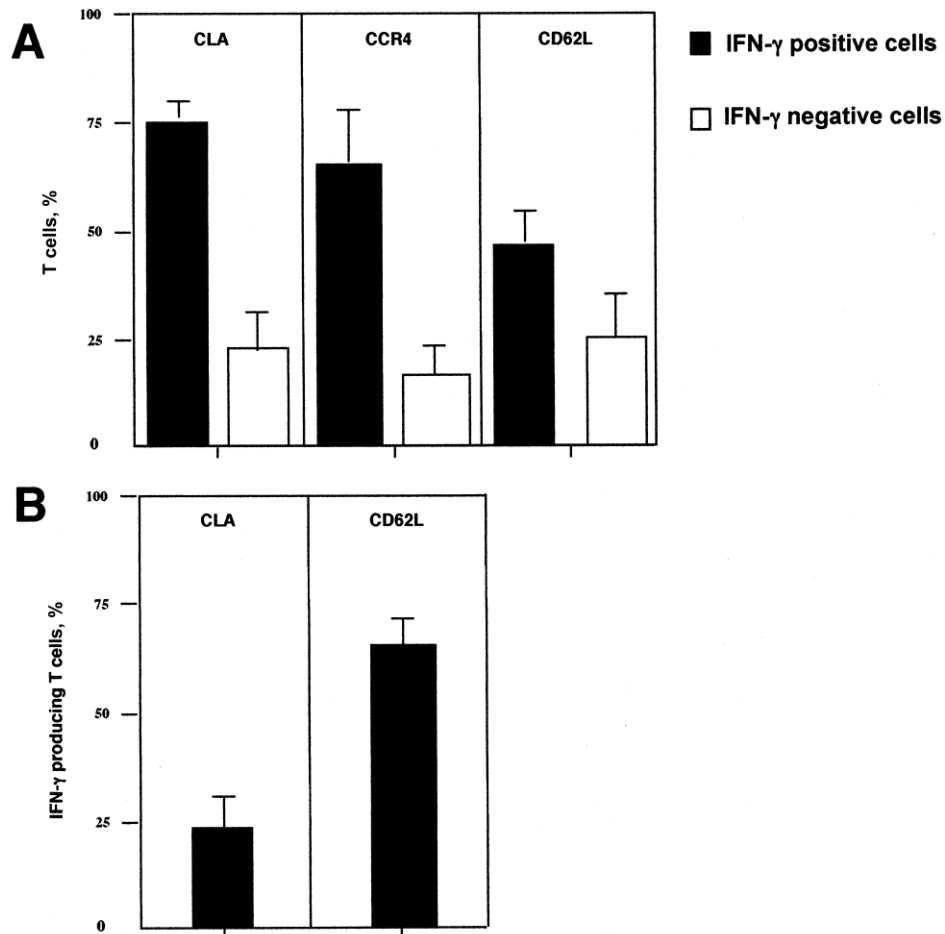 A
100
75
50
25
0
T cells, %
CLA
CCR4
CD62L
IFN-γ positive cells
IFN-γ negative cells
B
100
75
50
25
0
IFN-γ producing T cells, %
CLA
CD62L